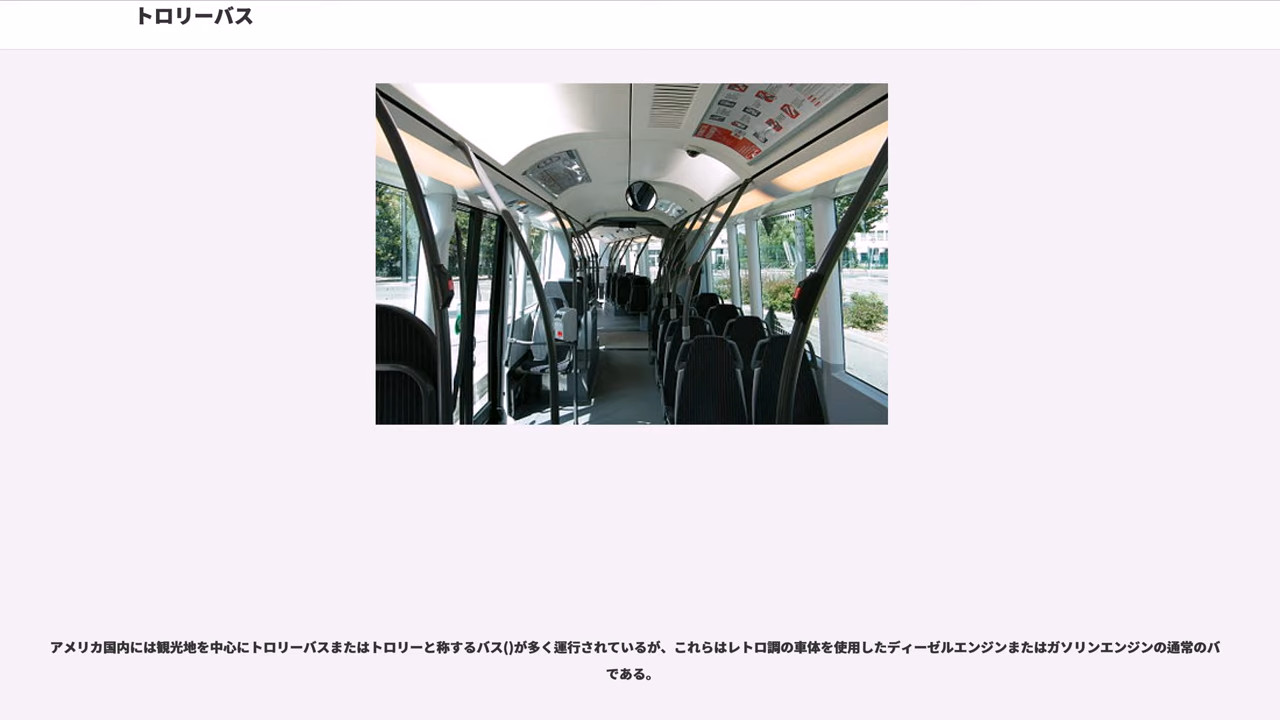 トロリーバス
アメリカ国内には観光地を中心にトロリーバスまたはトロリーと称するバス()が多く運行されているが、これらはレトロ調の車体を使用したディーゼルエンジンまたはガソリンエンジンの通常のバ
である。